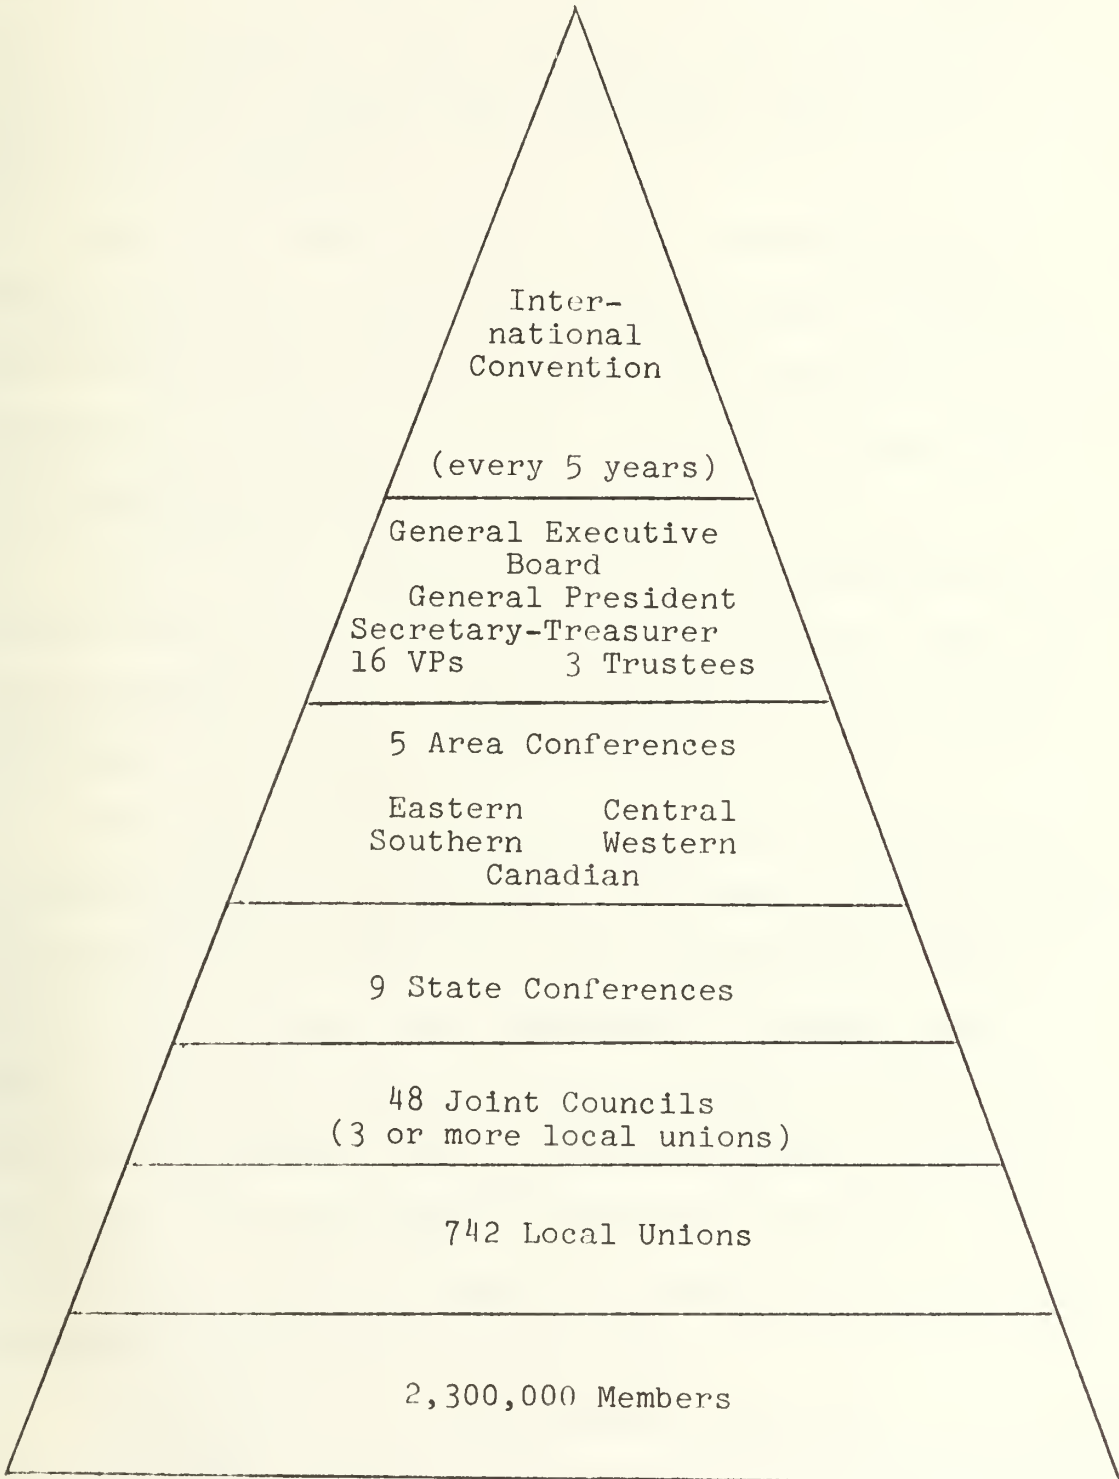 Inter-
national
Convention
(every 5 years)
General Executive
Board
General President
Secretary-Treasurer
16 VPs 3 Trustees
5 Area Conferences
Eastern Central
Southern Western
Canadian
9 State Conferences
48 Joint Councils
(3 or more local unions)
742 Local Unions
2,300,000 Members